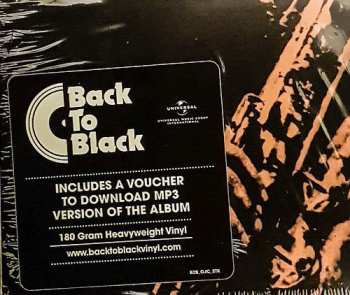 Back
To
Black
UNIVERSAL
UNIVERSAL MUSIC GROUP
INTERNATIONAL
INCLUDES A VOUCHER
TO DOWNLOAD MP3
VERSION OF THE ALBUM
180 Gram Heavyweight Vinyl
www.backtoblackvinyl.com